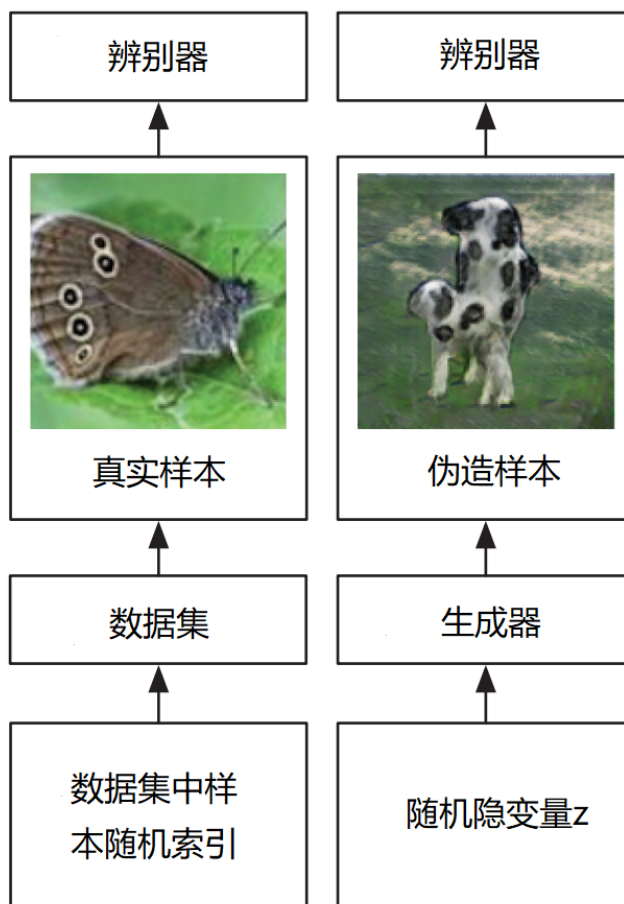 辨别器
辨别器
真实样本
伪造样本
数据集
生成器
数据集中样
本随机索引
随机隐变量z